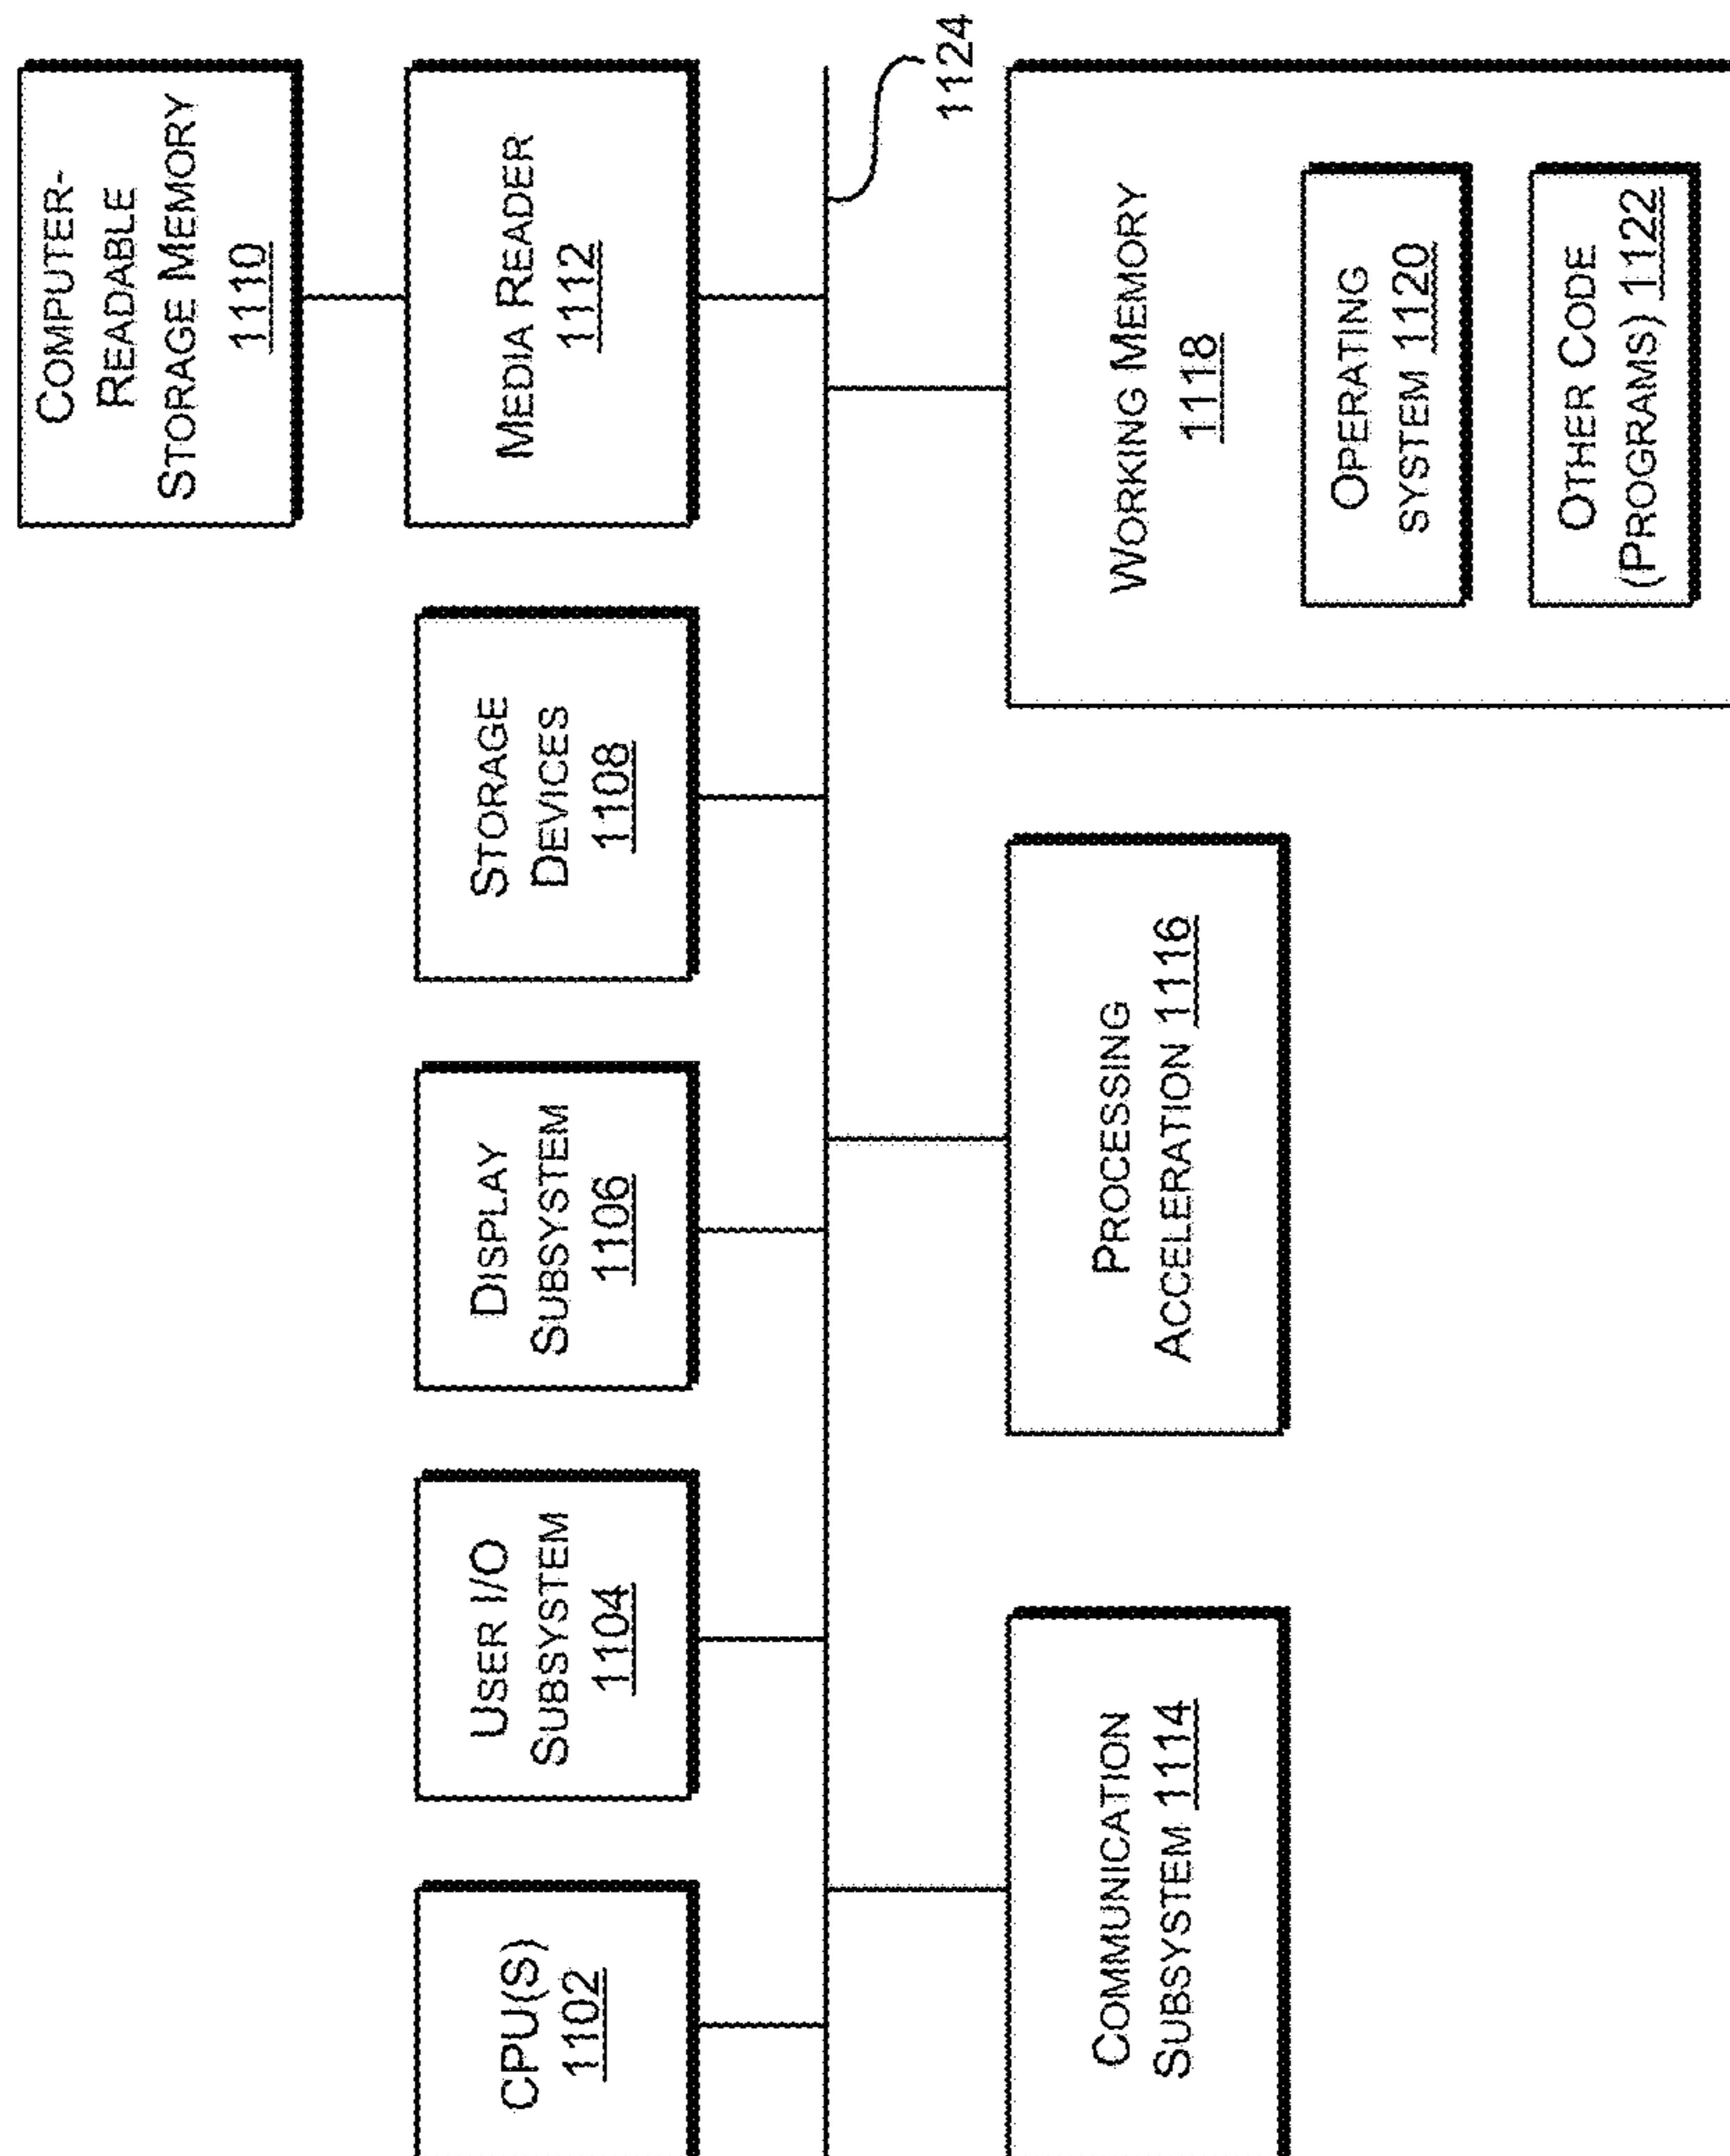 COMPUTER-
READABLE
STORAGE MEMORY
1110
CPU(S)
1102
USER I/O
SUBSYSTEM
1104
DISPLAY
SUBSYSTEM
1106
STORAGE
DEVICES
1108
MEDIA READER
1112
1124
COMMUNICATION
SUBSYSTEM 1114
PROCESSING
ACCELERATION 1116
WORKING MEMORY
1118
OPERATING
SYSTEM 1120
OTHER CODE
(PROGRAMS) 1122